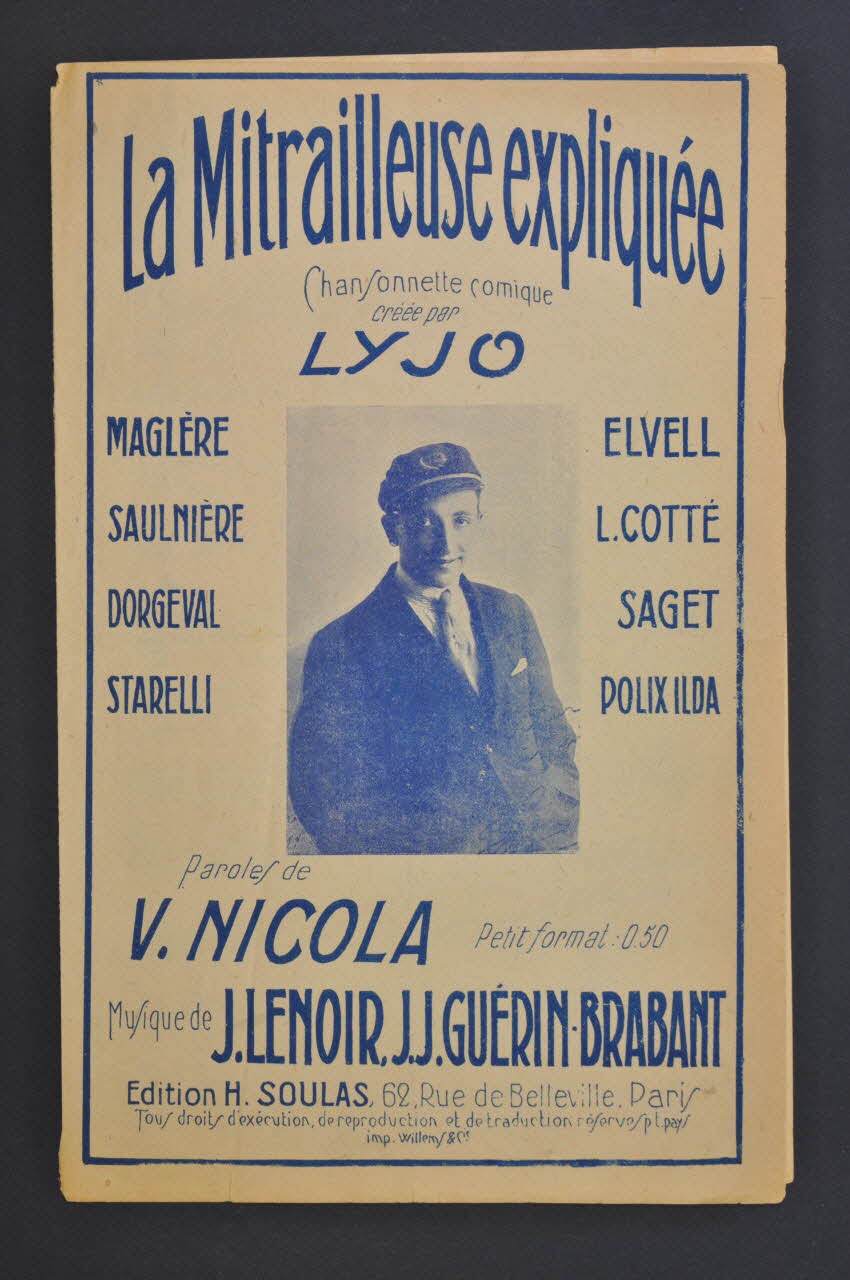 La Mitrailleuse expliquée
Chansonnette comique
créée par
LYJO
MAGLÈRE
SAULNIÈRE
DORGEVAL
STARELLI
ELVELL
L. COTTÉ
SAGET
POLIX ILDA
Paroles de
V. NICOLA
Petit format : 0.50
Musique de J. LENOIR, J.J. GUÉRIN-BRABANT
Edition H. SOULAS, 62, Rue de Belleville. Paris
Tous droits d'exécution, de reproduction et de traduction réservés p t. pays
imp. Willems & Cie